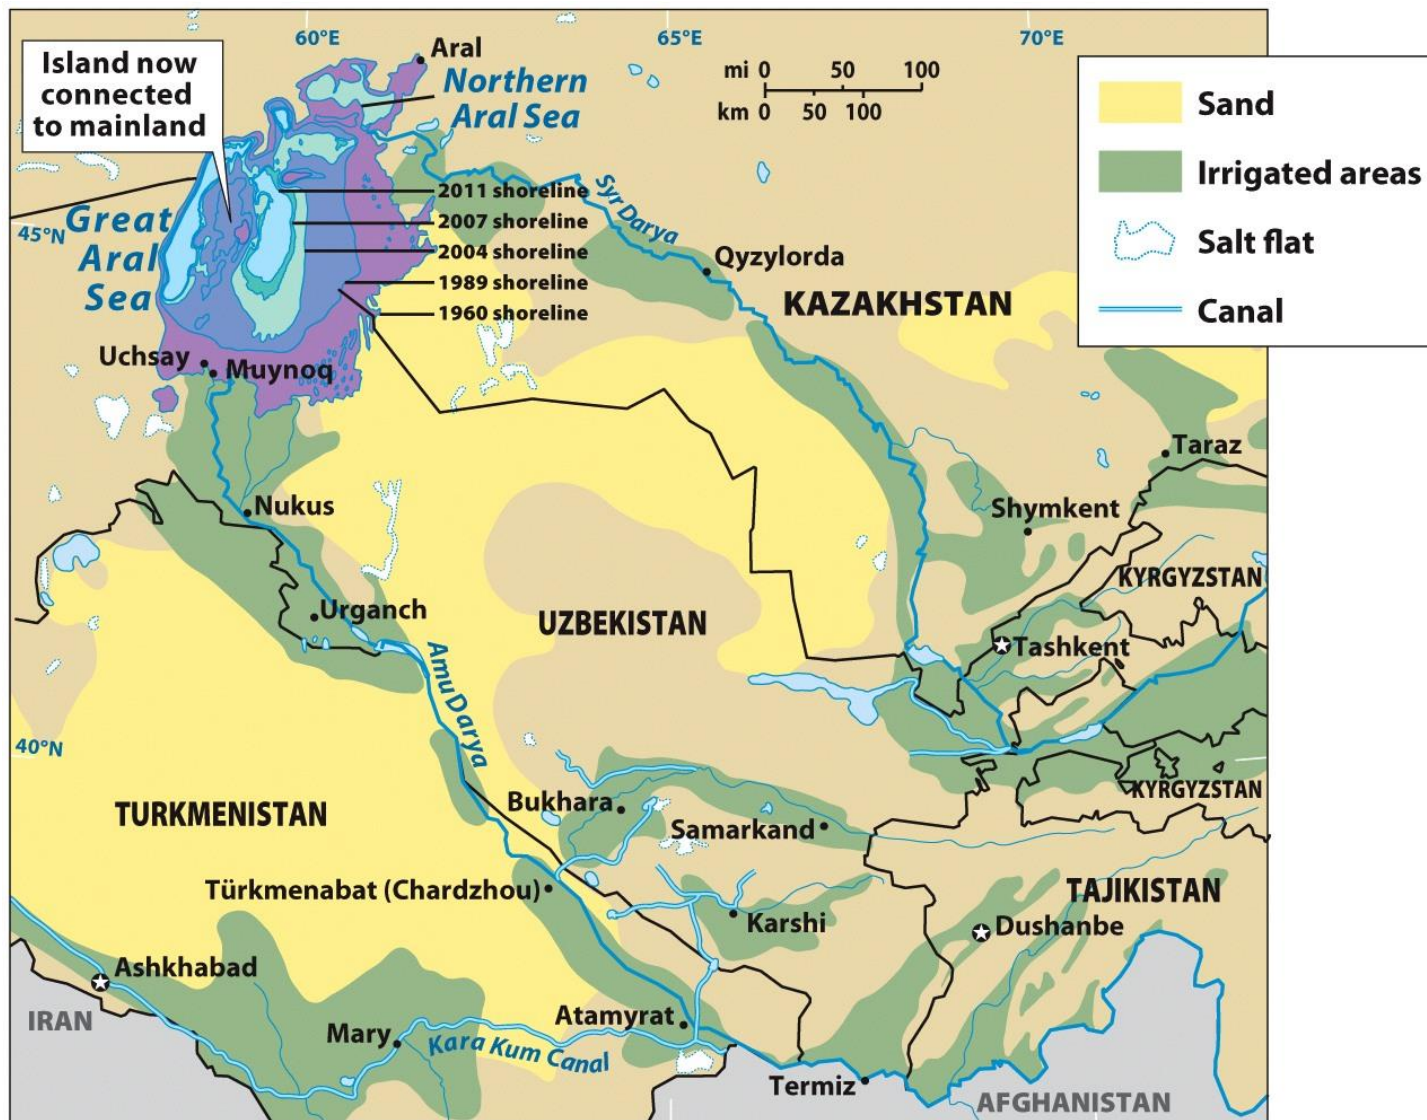 60°E
65°E
70°E
Island now
connected
to mainland
Aral
Northern
Aral Sea
mi 0 50 100
km 0 50 100
Sand
Irrigated areas
Salt flat
Canal
45°N
Great
Aral
Sea
2011 shoreline
2007 shoreline
2004 shoreline
1989 shoreline
1960 shoreline
Syr Darya
Qyzylorda
KAZAKHSTAN
Uchsay
Muynoq
Taraz
Nukus
Shymkent
KYRGYZSTAN
Urganch
UZBEKISTAN
Tashkent
Amu Darya
40°N
TURKMENISTAN
Bukhara
Samarkand
KYRGYZSTAN
Türkmenabat (Chardzhou)
Karshi
TAJIKISTAN
Dushanbe
Ashkhabad
IRAN
Mary
Atamyrat
Kara Kum Canal
Termiz
AFGHANISTAN